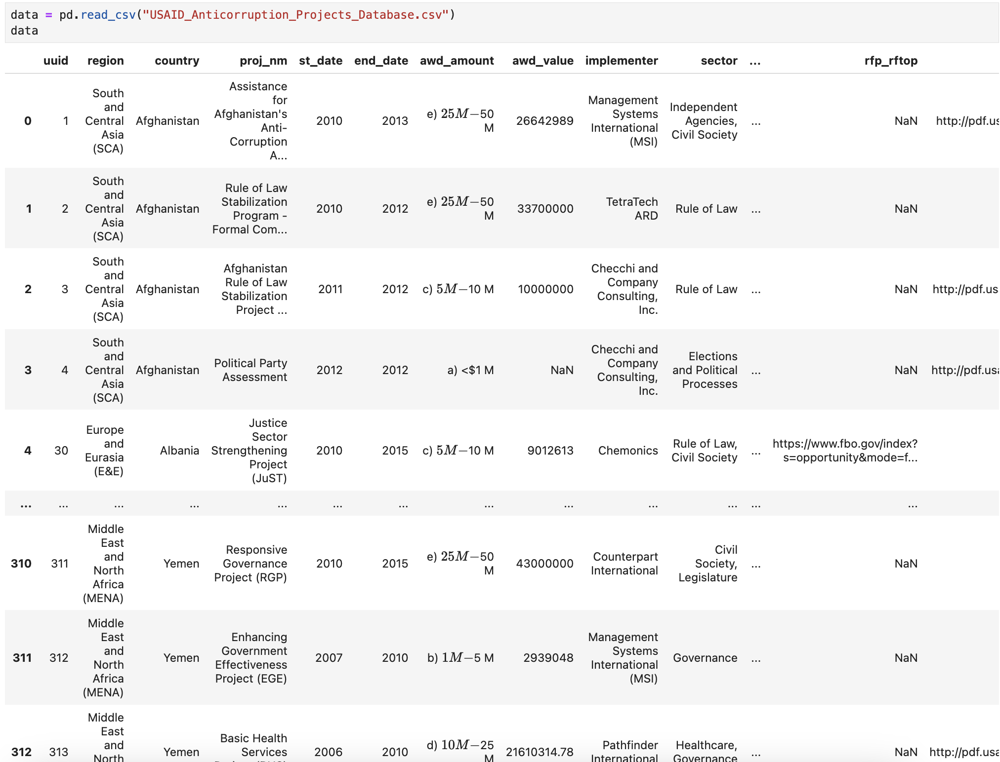 data = pd.read_csv("USAID_Anticorruption_Projects_Database.csv")
data
uuid region country proj_nm st_date end_date awd_amount awd_value implementer sector ... rfp_rftop
0 1 South and Central Asia (SCA) Afghanistan Assistance for Afghanistan's Anti-Corruption A... 2010 2013 e) 25M−50 M 26642989 Management Systems International (MSI) Independent Agencies, Civil Society ... NaN http://pdf.us
1 2 South and Central Asia (SCA) Afghanistan Rule of Law Stabilization Program - Formal Com... 2010 2012 e) 25M−50 M 33700000 TetraTech ARD Rule of Law ... NaN
2 3 South and Central Asia (SCA) Afghanistan Afghanistan Rule of Law Stabilization Project ... 2011 2012 c) 5M−10 M 10000000 Checchi and Company Consulting, Inc. Rule of Law ... NaN http://pdf.us
3 4 South and Central Asia (SCA) Afghanistan Political Party Assessment 2012 2012 a) <$1 M NaN Checchi and Company Consulting, Inc. Elections and Political Processes ... NaN http://pdf.usa
4 30 Europe and Eurasia (E&E) Albania Justice Sector Strengthening Project (JuST) 2010 2015 c) 5M−10 M 9012613 Chemonics Rule of Law, Civil Society ... https://www.fbo.gov/index?s=opportunity&mode=f...
... ... ... ... ... ... ... ... ... ... ... ... ...
310 311 Middle East and North Africa (MENA) Yemen Responsive Governance Project (RGP) 2010 2015 e) 25M−50 M 43000000 Counterpart International Civil Society, Legislature ... NaN
311 312 Middle East and North Africa (MENA) Yemen Enhancing Government Effectiveness Project (EGE) 2007 2010 b) 1M−5 M 2939048 Management Systems International (MSI) Governance ... NaN
312 313 Middle East and North Yemen Basic Health Services 2006 2010 d) 10M−25 M 21610314.78 Pathfinder International Healthcare, Governance ... NaN http://pdf.usa